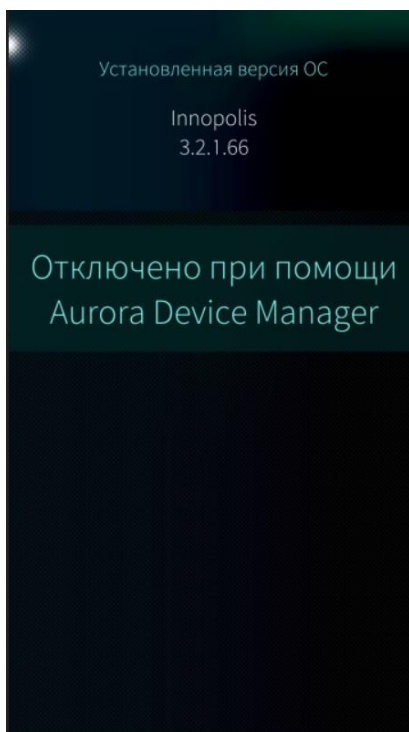 Установленная версия ОС
Innopolis
3.2.1.66
Отключено при помощи
Aurora Device Manager